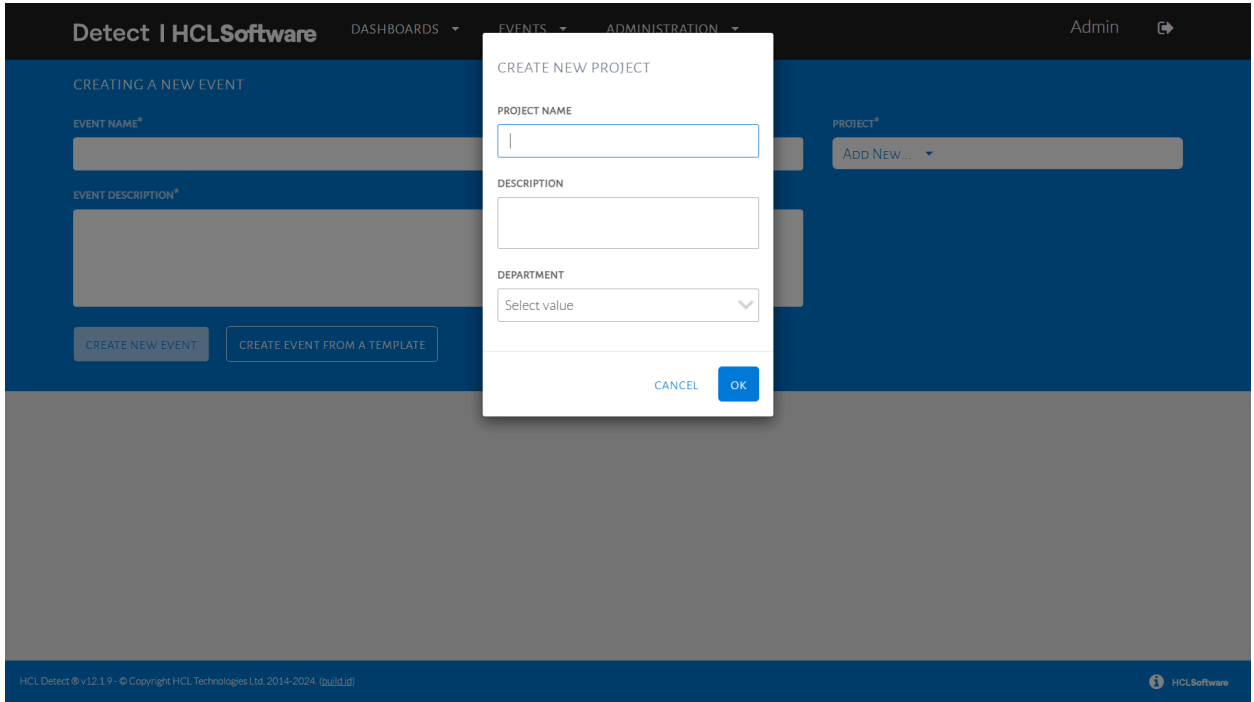 Detect | HCLSoftware
DASHBOARDS
EVENTS
ADMINISTRATION
Admin
CREATING A NEW EVENT
EVENT NAME*
PROJECT*
Add New...
EVENT DESCRIPTION*
CREATE NEW EVENT
CREATE EVENT FROM A TEMPLATE
CREATE NEW PROJECT
PROJECT NAME
DESCRIPTION
DEPARTMENT
Select value
CANCEL
OK
HCL Detect ® v12.1.9 - © Copyright HCL Technologies Ltd. 2014-2024. (build id)
HCLSoftware